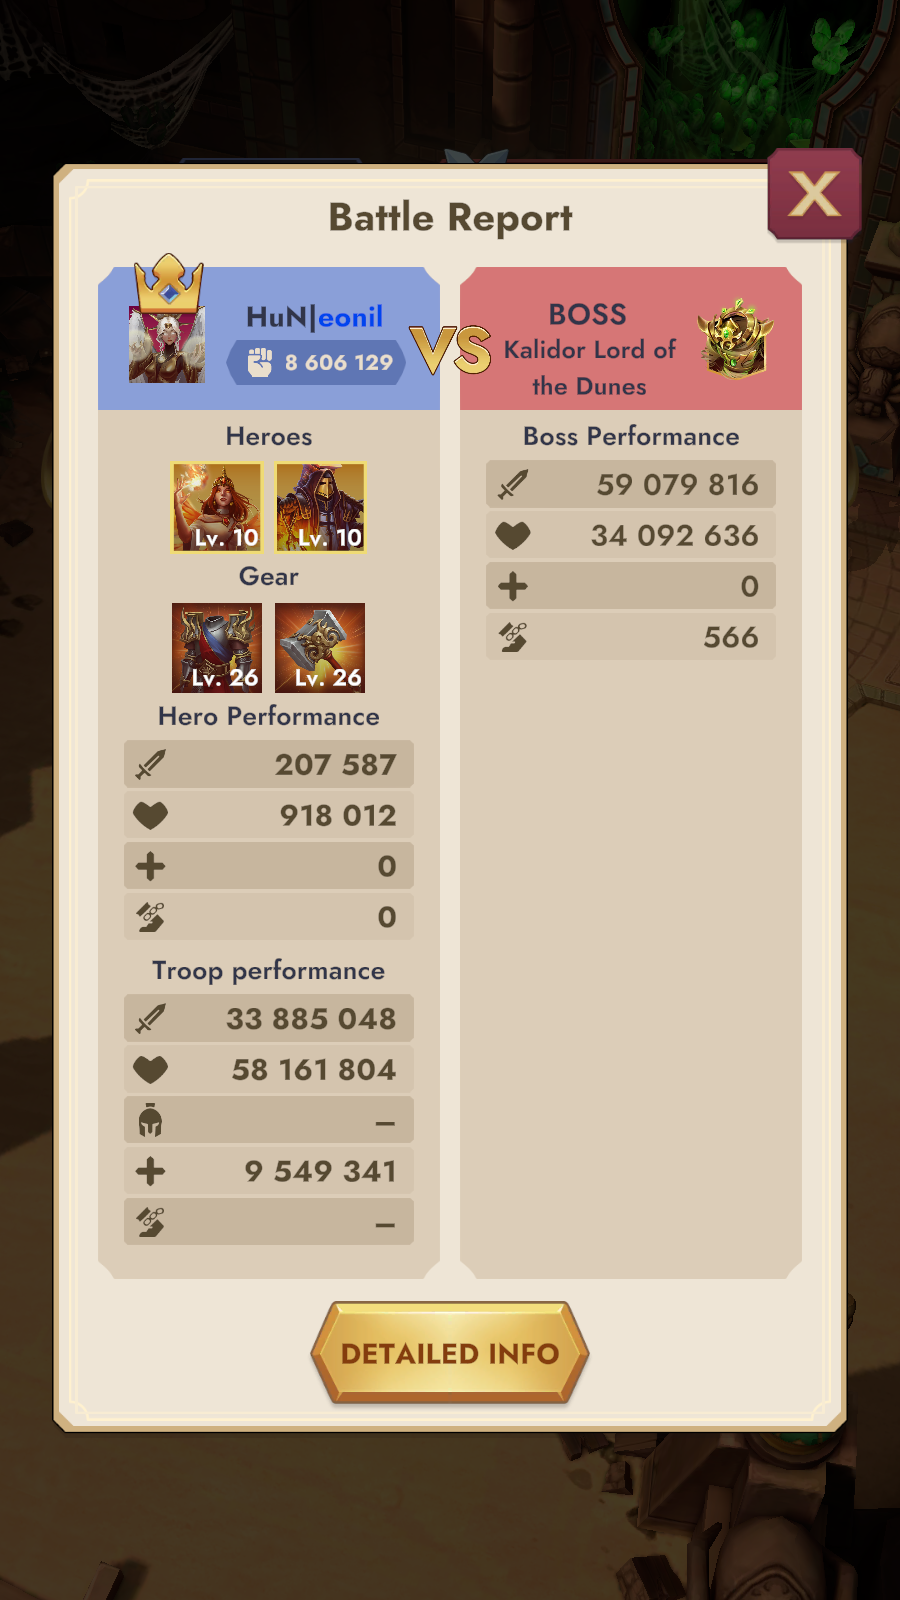 X
Battle Report
HuN|eonil
8 606 129
VS
BOSS
Kalidor Lord of
the Dunes
Heroes
Lv. 10
Lv. 10
Gear
Lv. 26
Lv. 26
Hero Performance
207 587
918 012
0
0
Troop performance
33 885 048
58 161 804
–
9 549 341
–
Boss Performance
59 079 816
34 092 636
0
566
DETAILED INFO